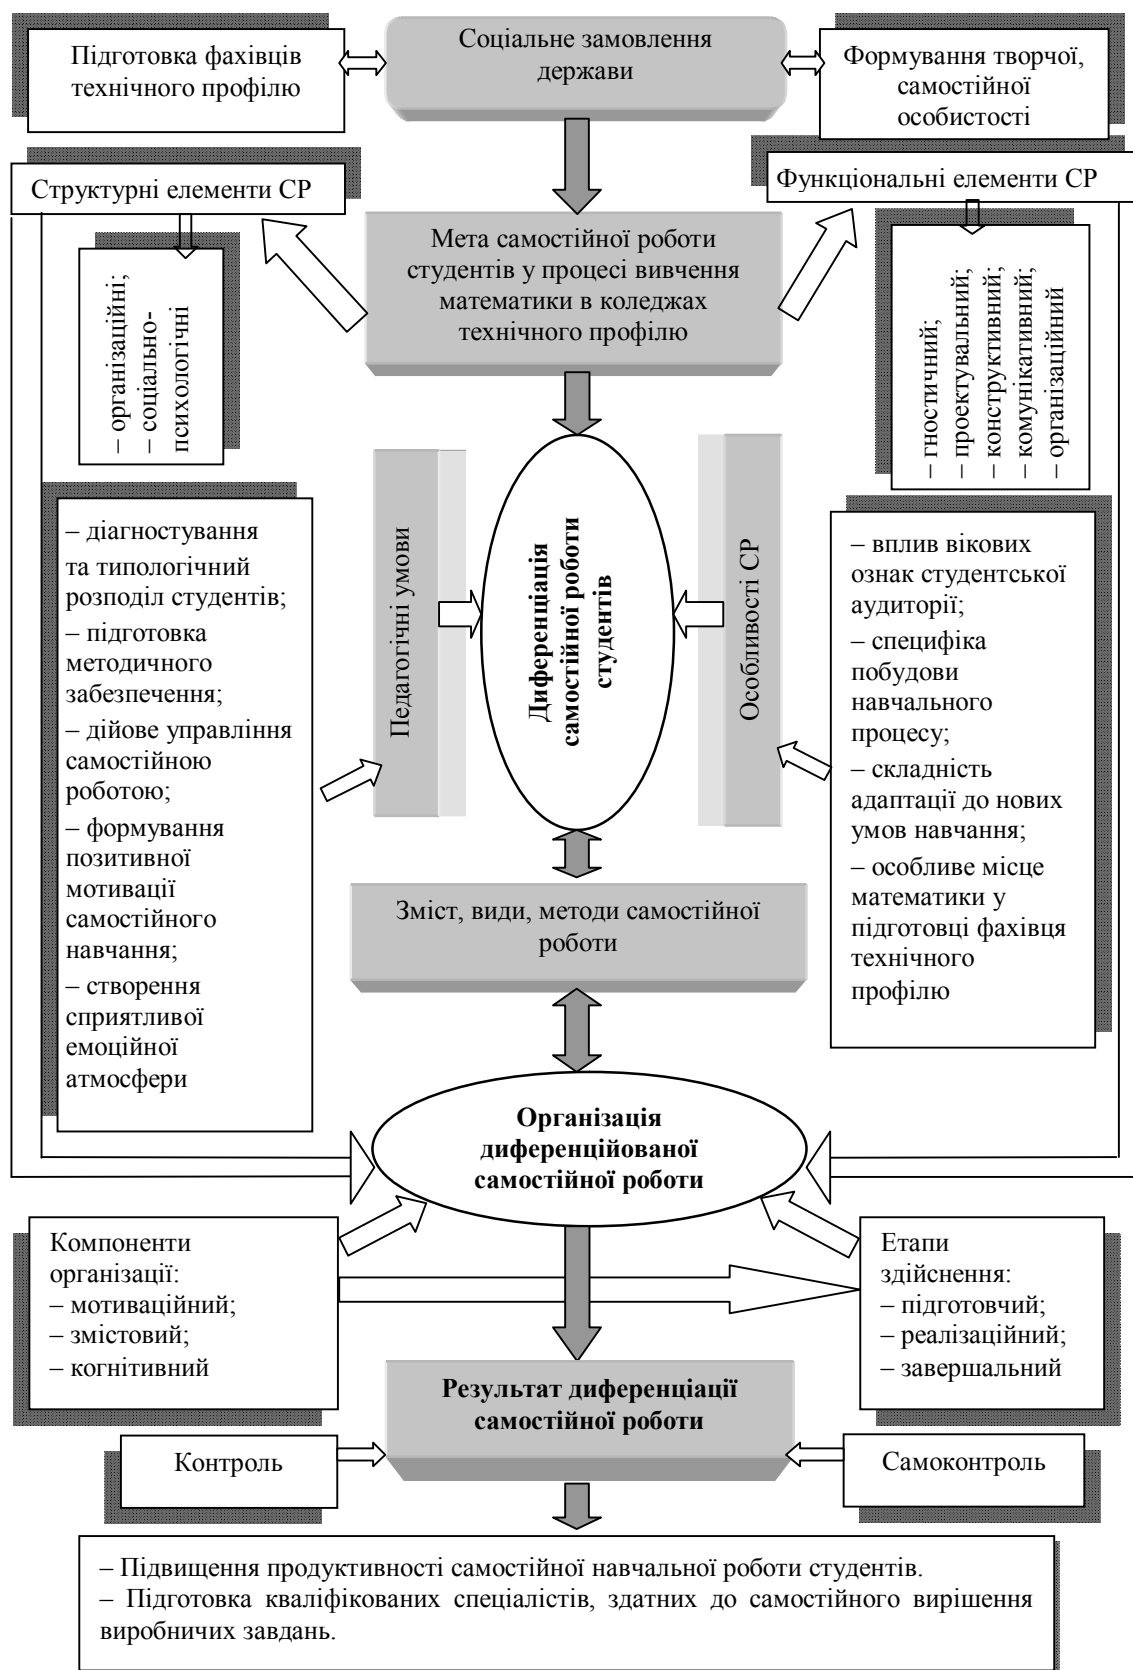 Підготовка фахівців
технічного профілю
Соціальне замовлення
держави
Формування творчої,
самостійної
особистості
Структурні елементи СР
Функціональні елементи СР
Мета самостійної роботи
студентів у процесі вивчення
математики в коледжах
технічного профілю
– організаційні;
– соціально-
психологічні
– гностичний;
– проектувальний;
– конструктивний;
– комунікативний;
– організаційний
– діагностування
та типологічний
розподіл студентів;
– підготовка
методичного
забезпечення;
– дійове управління
самостійною
роботою;
– формування
позитивної
мотивації
самостійного
навчання;
– створення
сприятливої
емоційної
атмосфери
Педагогічні умови
Диференціація
самостійної роботи
студентів
Особливості СР
– вплив вікових
ознак студентської
аудиторії;
– специфіка
побудови
навчального
процесу;
– складність
адаптації до нових
умов навчання;
– особливе місце
математики у
підготовці фахівця
технічного
профілю
Зміст, види, методи самостійної
роботи
Організація
диференційованої
самостійної роботи
Компоненти
організації:
– мотиваційний;
– змістовий;
– когнітивний
Етапи
здійснення:
– підготовчий;
– реалізаційний;
– завершальний
Результат диференціації
самостійної роботи
Контроль
Самоконтроль
– Підвищення продуктивності самостійної навчальної роботи студентів.
– Підготовка кваліфікованих спеціалістів, здатних до самостійного вирішення
виробничих завдань.